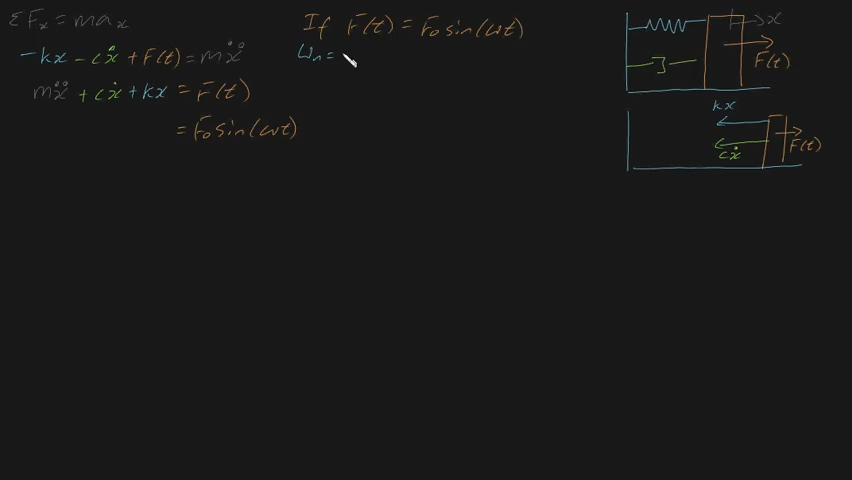 ΣFₓ = maₓ
-kx - cẋ + F(t) = mẍ
mẍ + cẋ + kx = F(t)
= F₀sin(ωt)
If F(t) = F₀sin(ωt)
ωₙ =
x
F(t)
kx
F(t)
cẋ